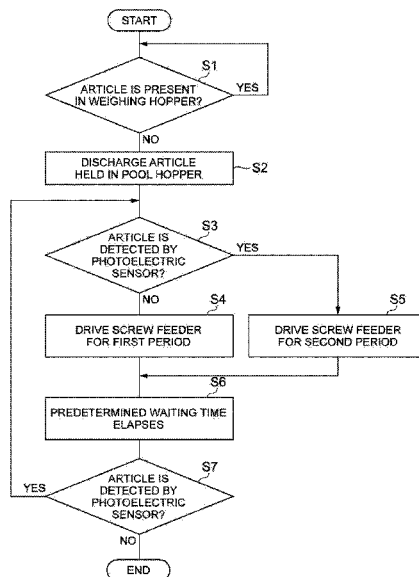 START
S1
ARTICLE IS PRESENT
IN WEIGHING HOPPER?
YES
NO
DISCHARGE ARTICLE
HELD IN POOL HOPPER
S2
S3
ARTICLE IS
DETECTED BY
PHOTOELECTRIC
SENSOR?
YES
NO
S4
DRIVE SCREW FEEDER
FOR FIRST PERIOD
S5
DRIVE SCREW FEEDER
FOR SECOND PERIOD
S6
PREDETERMINED WAITING TIME
ELAPSES
S7
YES
ARTICLE IS
DETECTED BY
PHOTOELECTRIC
SENSOR?
NO
END